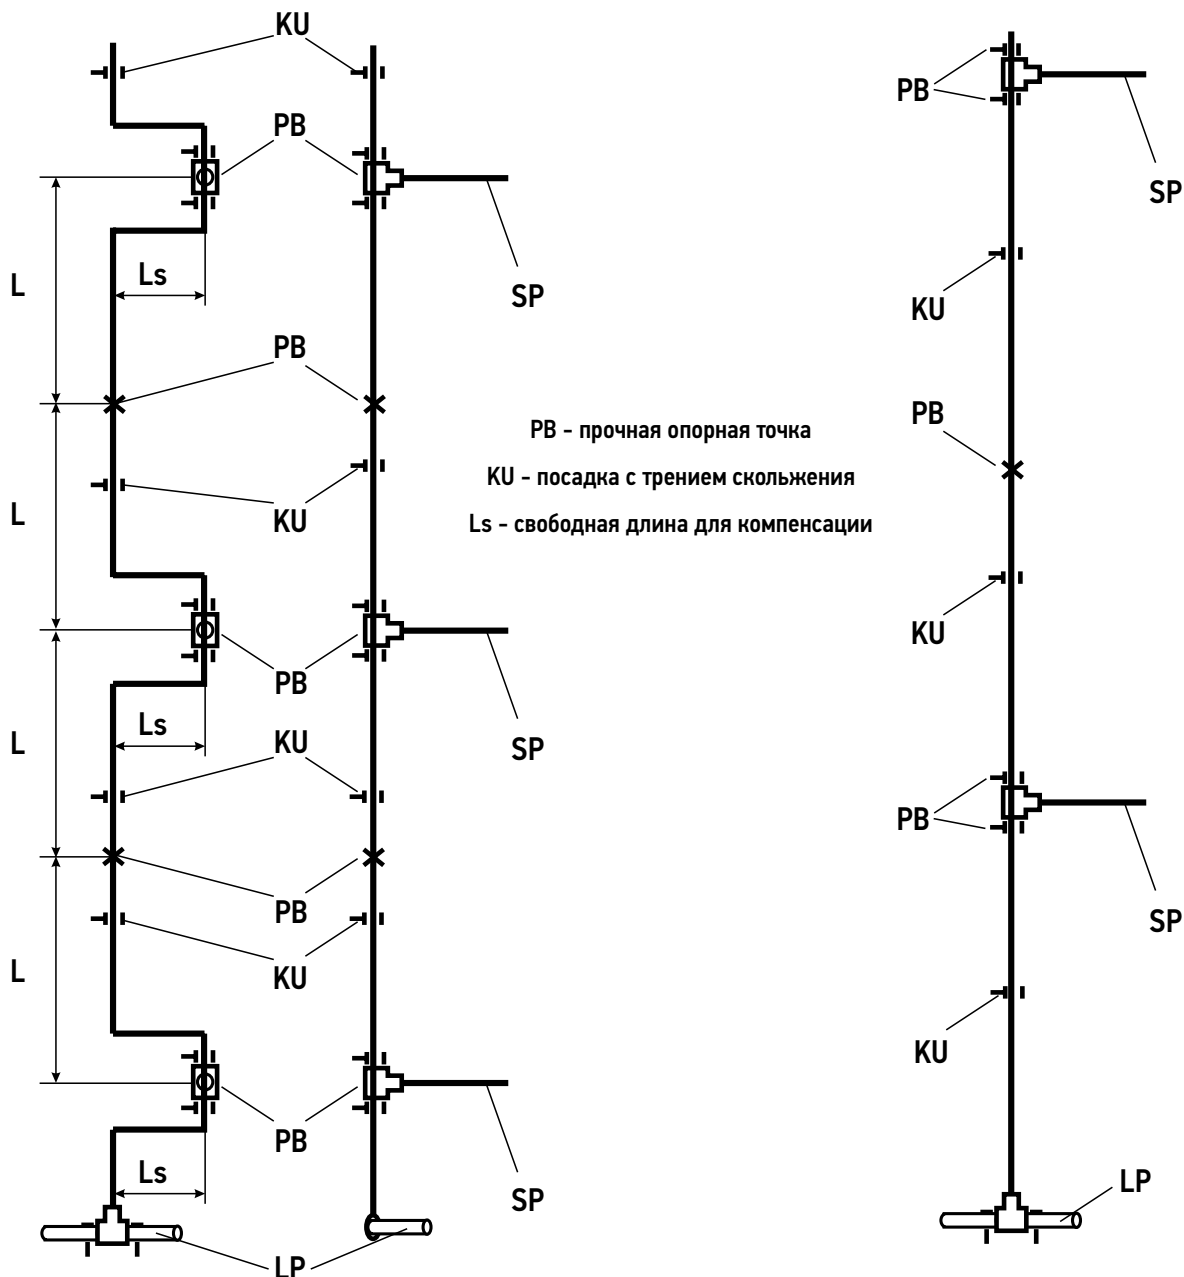 KU
PB
PB
SP
L
Ls
SP
KU
PB
PB
PB - прочная опорная точка
L
KU
KU - посадка с трением скольжения
Ls - свободная длина для компенсации
KU
PB
L
Ls
KU
SP
PB
SP
PB
L
KU
KU
PB
Ls
SP
LP
LP